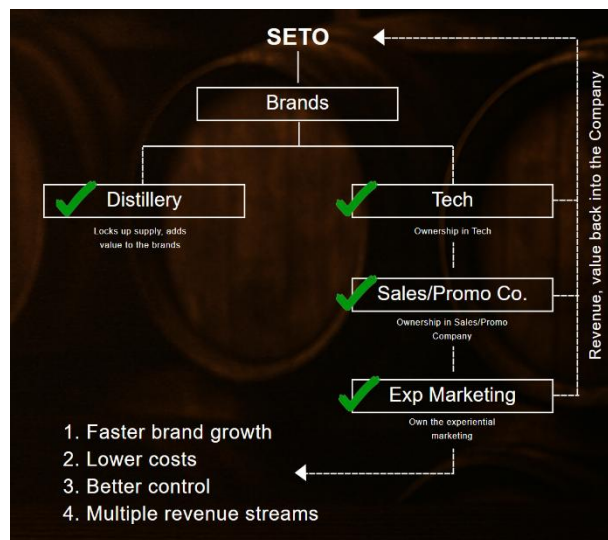 SETO
Brands
Distillery
Locks up supply, adds
value to the brands
Tech
Ownership in Tech
Sales/Promo Co.
Ownership in Sales/Promo
Company
Exp Marketing
Own the experiential
marketing
Revenue, value back into the Company
1. Faster brand growth
2. Lower costs
3. Better control
4. Multiple revenue streams